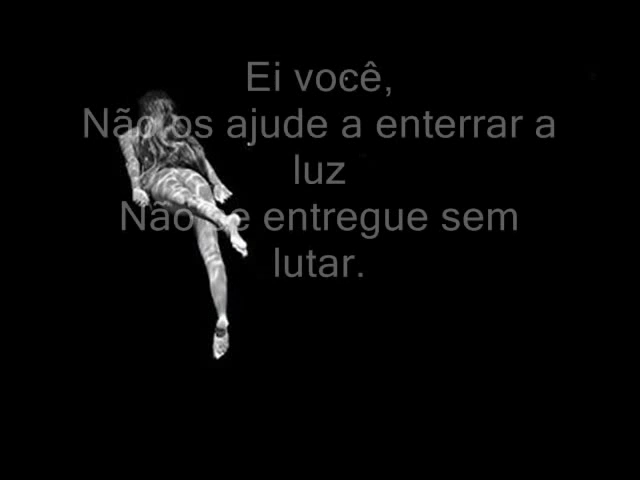 Ei você,
Não os ajude a enterrar a
luz
Não se entregue sem
lutar.